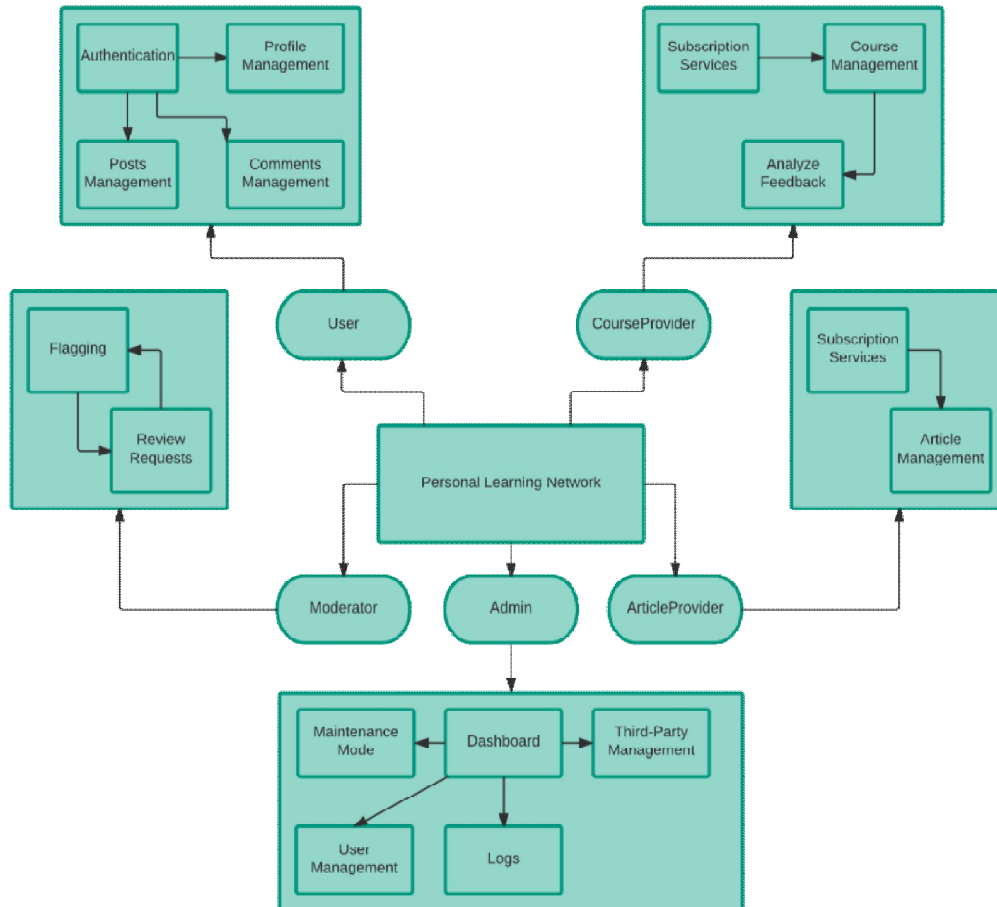 Authentication
Profile
Management
Posts
Management
Comments
Management
Subscription
Services
Course
Management
Analyze
Feedback
User
CourseProvider
Flagging
Review
Requests
Subscription
Services
Article
Management
Personal Learning Network
Moderator
Admin
ArticleProvider
Maintenance
Mode
Dashboard
Third-Party
Management
User
Management
Logs